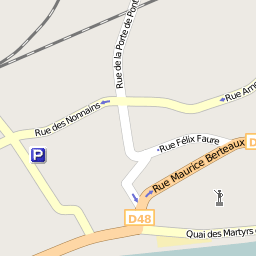 Rue de la Porte de Pont
Rue Am
Rue des Nonnains
Rue Félix Faure
P
Rue Maurice Berteaux
D
D48
Quai des Martyrs